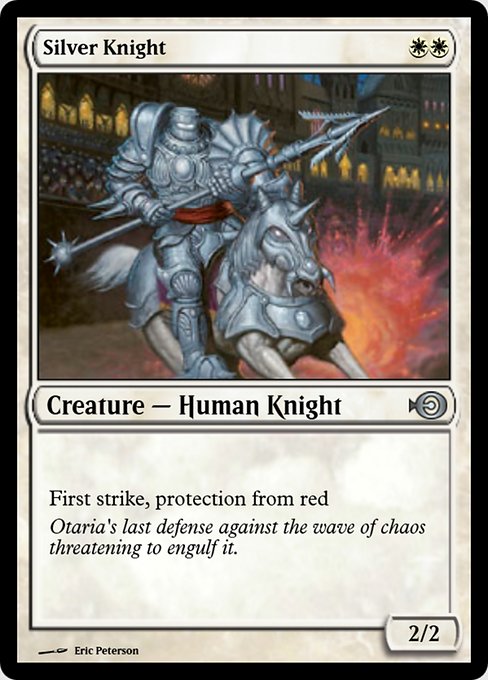 Silver Knight
Creature — Human Knight
First strike, protection from red
Otaria's last defense against the wave of chaos
threatening to engulf it.
2/2
Eric Peterson